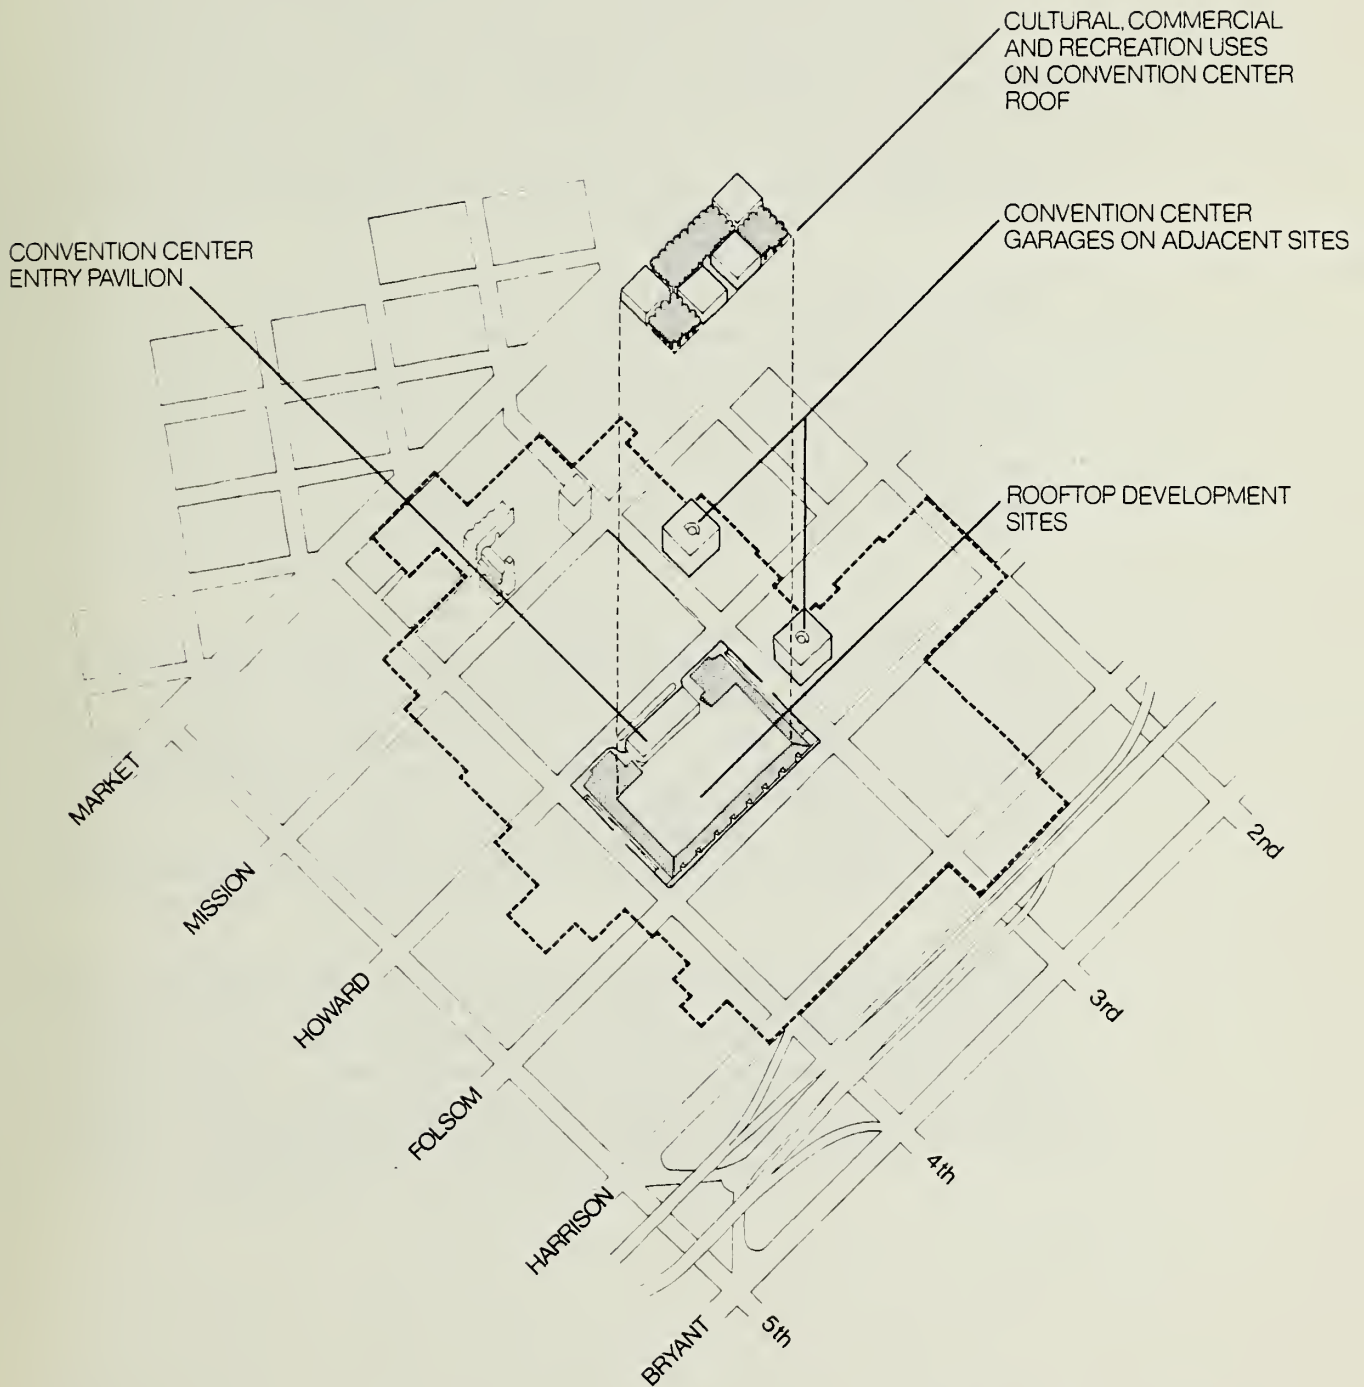 CULTURAL, COMMERCIAL
AND RECREATION USES
ON CONVENTION CENTER
ROOF
CONVENTION CENTER
GARAGES ON ADJACENT SITES
CONVENTION CENTER
ENTRY PAVILION
ROOFTOP DEVELOPMENT
SITES
MARKET
MISSION
HOWARD
FOLSOM
HARRISON
BRYANT
2nd
3rd
4th
5th